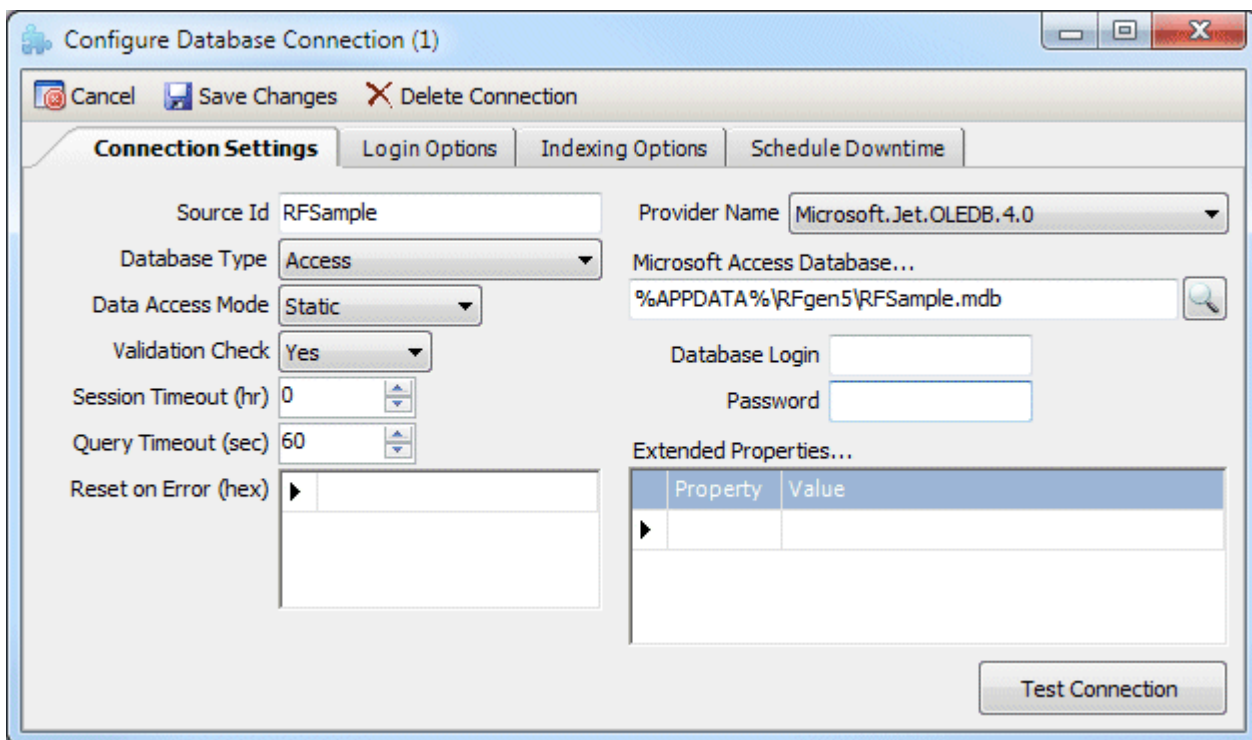 Configure Database Connection (1)
Cancel Save Changes Delete Connection
Connection Settings Login Options Indexing Options Schedule Downtime
Source Id RFSample
Database Type Access
Data Access Mode Static
Validation Check Yes
Session Timeout (hr) 0
Query Timeout (sec) 60
Reset on Error (hex)
Provider Name Microsoft.Jet.OLEDB.4.0
Microsoft Access Database...
%APPDATA%\RFgen5\RFSample.mdb
Database Login
Password
Extended Properties...
Property Value
Test Connection